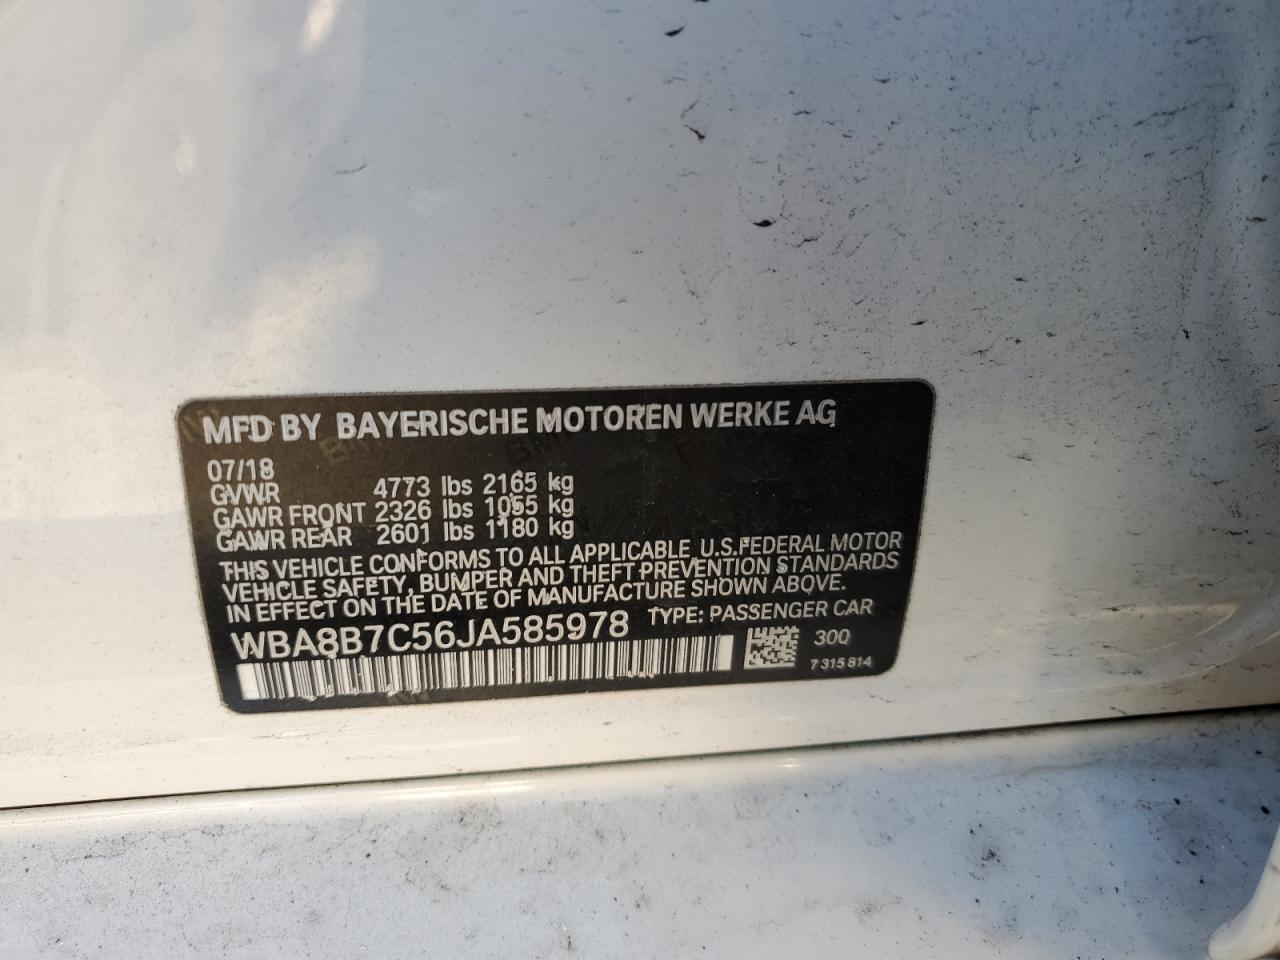 MFD BY BAYERISCHE MOTOREN WERKE AG
07/18
GVWR 4773 lbs 2165 kg
GAWR FRONT 2326 lbs 1055 kg
GAWR REAR 2601 lbs 1180 kg
THIS VEHICLE CONFORMS TO ALL APPLICABLE U.S.FEDERAL MOTOR
VEHICLE SAFETY, BUMPER AND THEFT PREVENTION STANDARDS
IN EFFECT ON THE DATE OF MANUFACTURE SHOWN ABOVE.
WBA8B7C56JA585978 TYPE: PASSENGER CAR
300
7 315 814